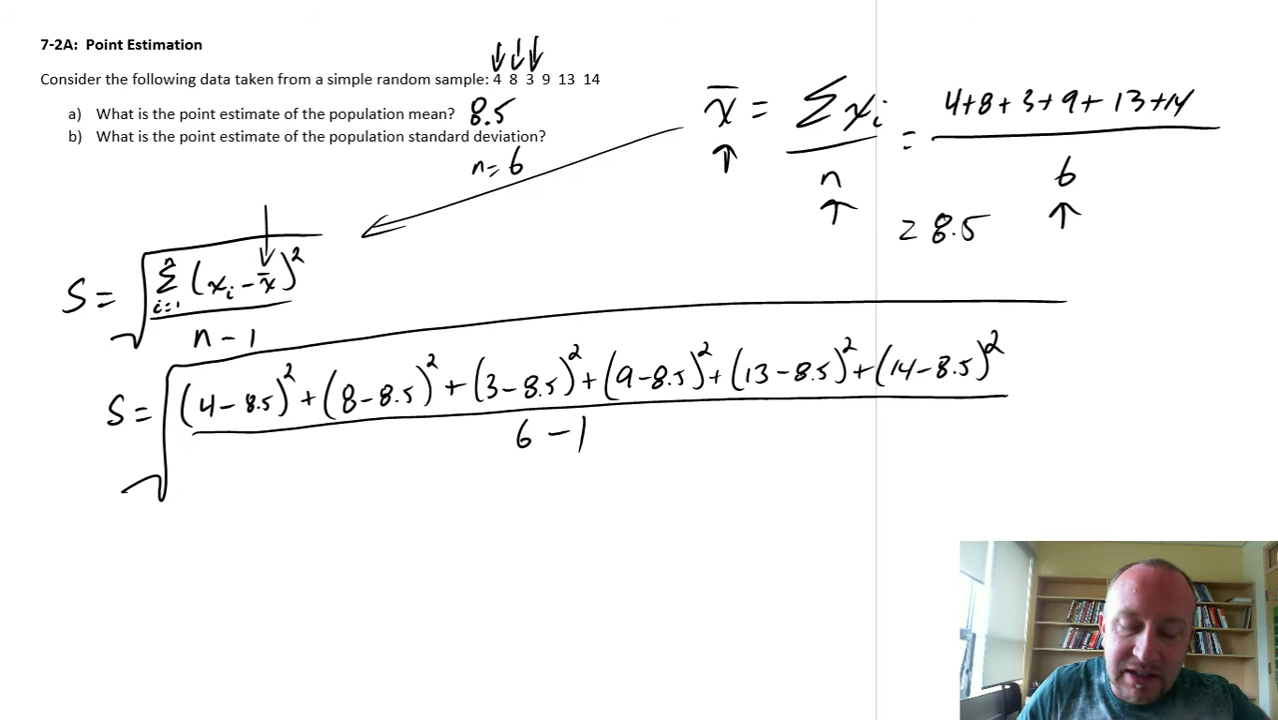 7-2A: Point Estimation
Consider the following data taken from a simple random sample: 4 8 3 9 13 14
a) What is the point estimate of the population mean? 8.5
b) What is the point estimate of the population standard deviation?
n = 6
x̄ = Σxi / n = 4+8+3+9+13+14 / 6
= 8.5
S = √ Σ i=1 n (xi - x̄)² / n - 1
S = √ (4-8.5)² + (8-8.5)² + (3-8.5)² + (9-8.5)² + (13-8.5)² + (14-8.5)² / 6 - 1